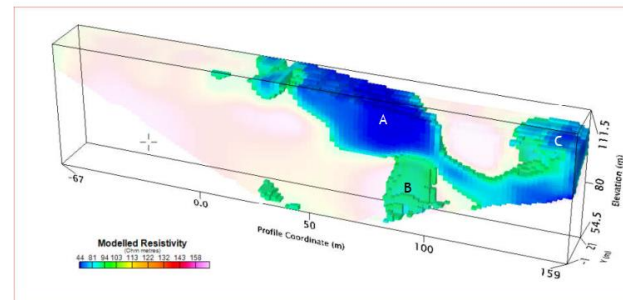 A
B
C
111.5
80
54.5
Elevation (m)
-67
0.0
50
100
159
Profile Coordinate (m)
-1
21
Y (m)
Modelled Resistivity
(Ohm metres)
44 81 94 103 113 122 132 143 158